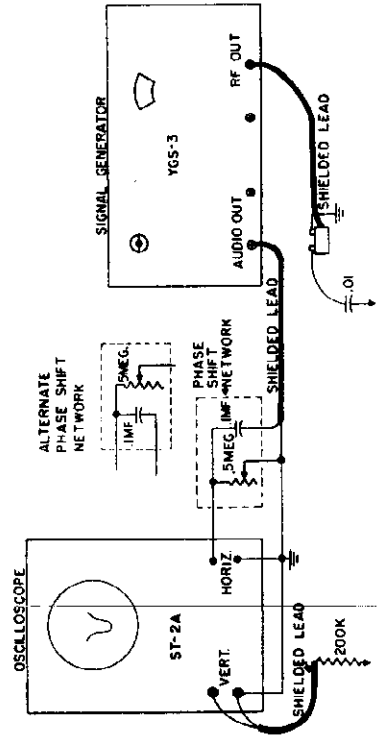 OSCILLOSCOPE
ST-2A
VERT.
HORIZ.
SHIELDED LEAD
200K
ALTERNATE
PHASE SHIFT
NETWORK
.5MEG.
.1MF
PHASE
SHIFT
NETWORK
.1MF.
.5MEG.
SHIELDED LEAD
SIGNAL GENERATOR
YGS-3
AUDIO OUT
RF OUT
SHIELDED LEAD
.01